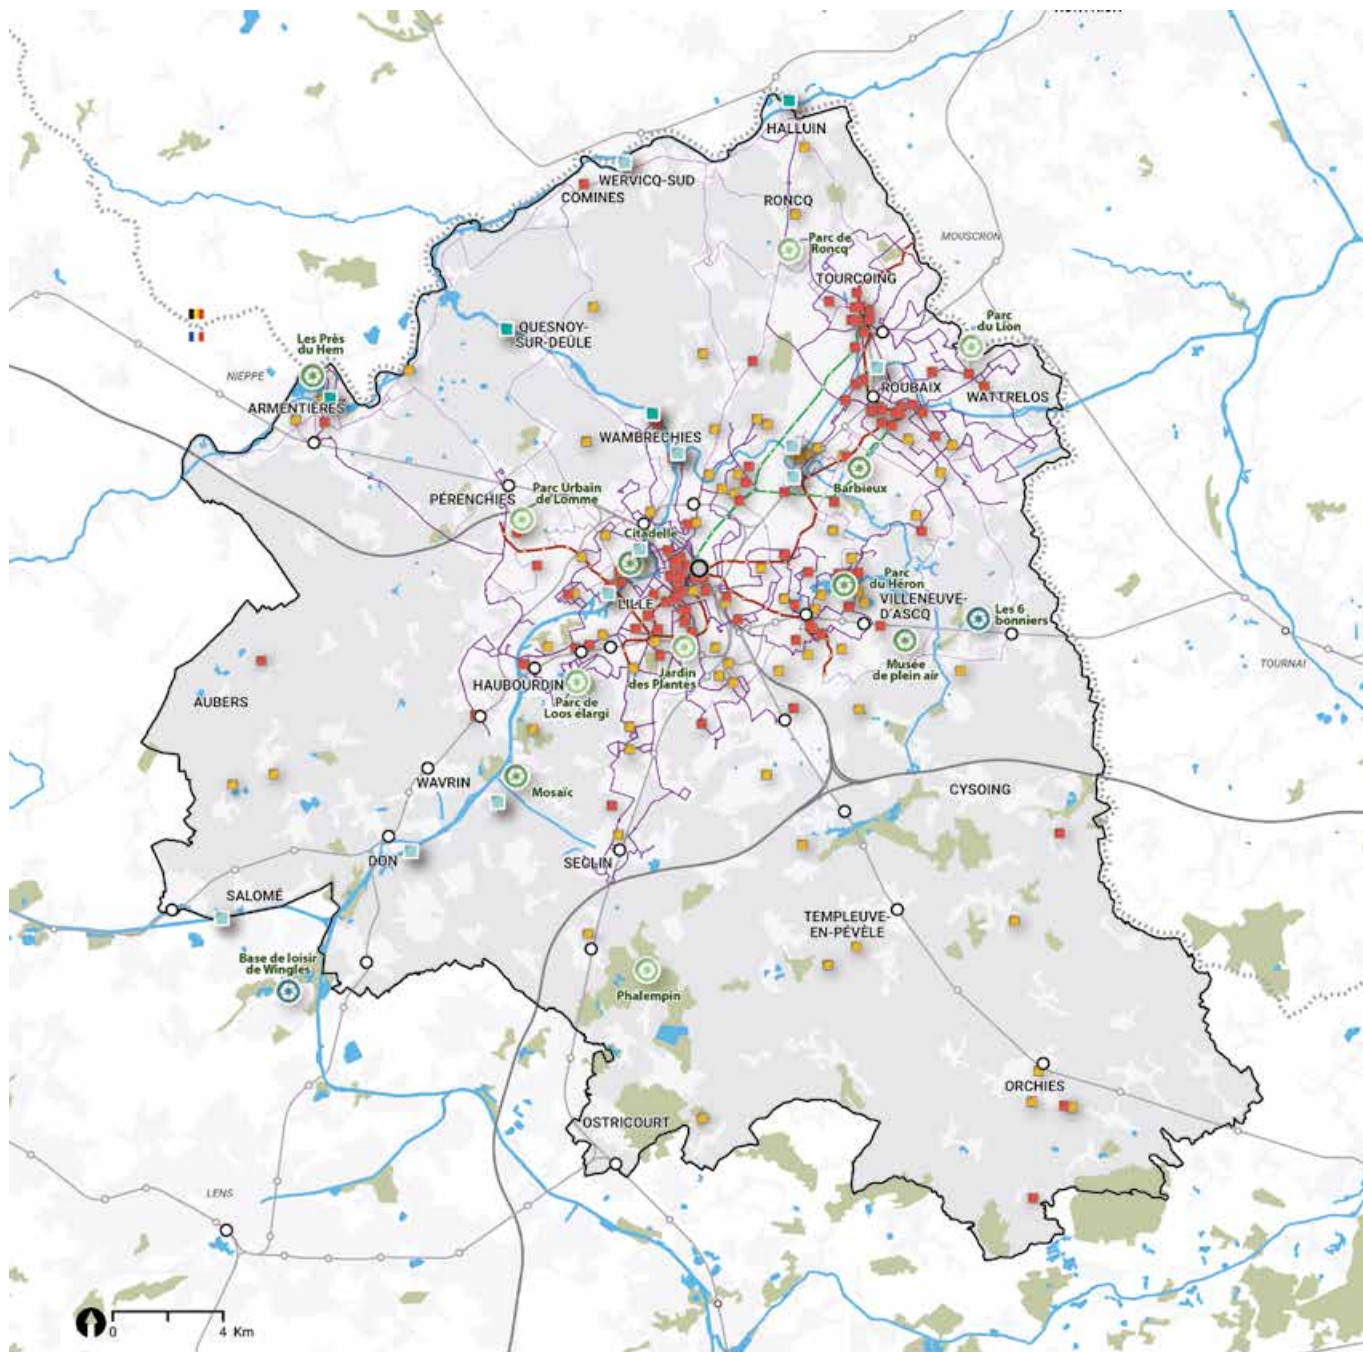 HALLUIN
WERVICQ-SUD
COMINES
RONCQ
MOUSCRON
Parc de
Roncq
TOURCOING
Parc
du Lion
QUESNOY-
SUR-DEÛLE
Les Près
du Hem
NIEPPE
ARMENTIÈRES
ROUBAIX
WATTRELOS
WAMBRECHIES
PÉRENCHIES
Parc Urbain
de Lomme
Barbieux
Citadelle
Parc
du Héron
LILLE
VILLENEUVE-
D'ASCQ
Les 6
bonniers
TOURNAI
Musée
de plein air
HAUBOURDIN
Jardin
des Plantes
Parc de
Loos élargi
AUBERS
WAVRIN
Mosaïc
CYSOING
DON
SECLIN
SALOMÉ
TEMPLEUVE-
EN-PÉVÈLE
Base de loisir
de Wingles
Phalempin
ORCHIES
OSTRICOURT
LENS
0 4 Km